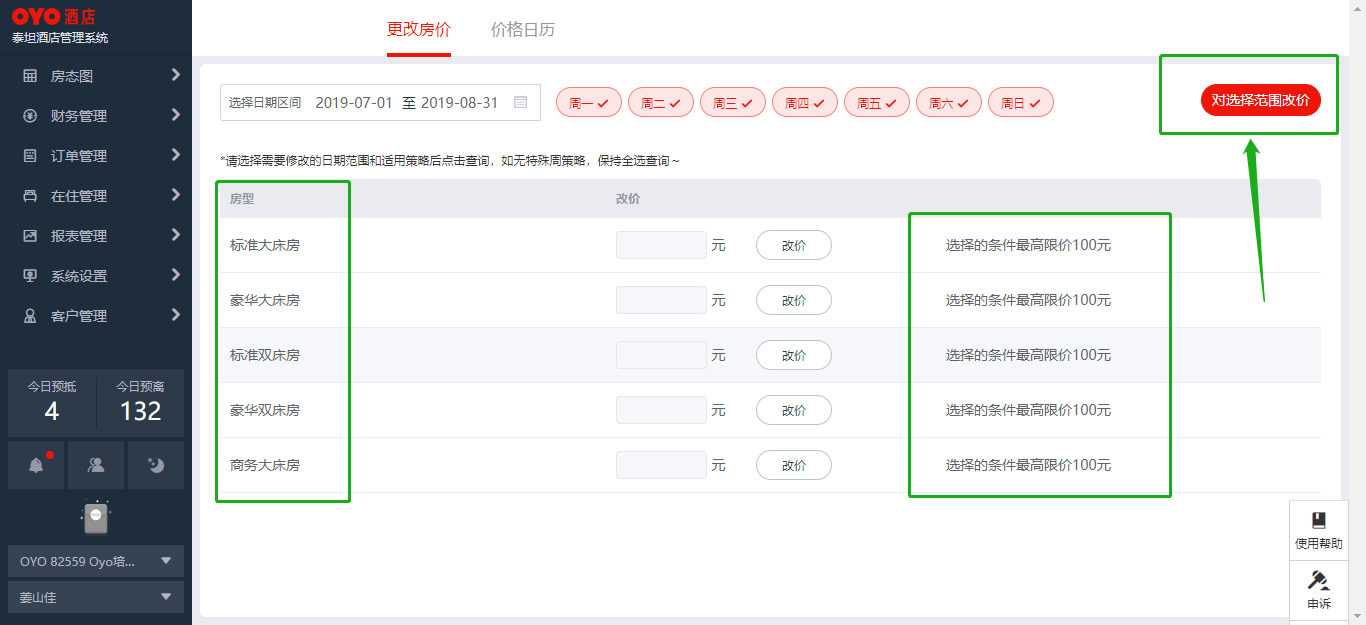 OYO 酒店
泰坦酒店管理系统
房态图
财务管理
订单管理
在住管理
报表管理
系统设置
客户管理
今日预抵 今日预离
4 132
OYO 82559 Oyo培...
姜山佳
更改房价 价格日历
选择日期区间 2019-07-01 至 2019-08-31 周一 周二 周三 周四 周五 周六 周日 对选择范围改价
*请选择需要修改的日期范围和适用策略后点击查询，如无特殊周策略，保持全选查询～
房型 改价
标准大床房 元 改价 选择的条件最高限价100元
豪华大床房 元 改价 选择的条件最高限价100元
标准双床房 元 改价 选择的条件最高限价100元
豪华双床房 元 改价 选择的条件最高限价100元
商务大床房 元 改价 选择的条件最高限价100元
使用帮助
申诉